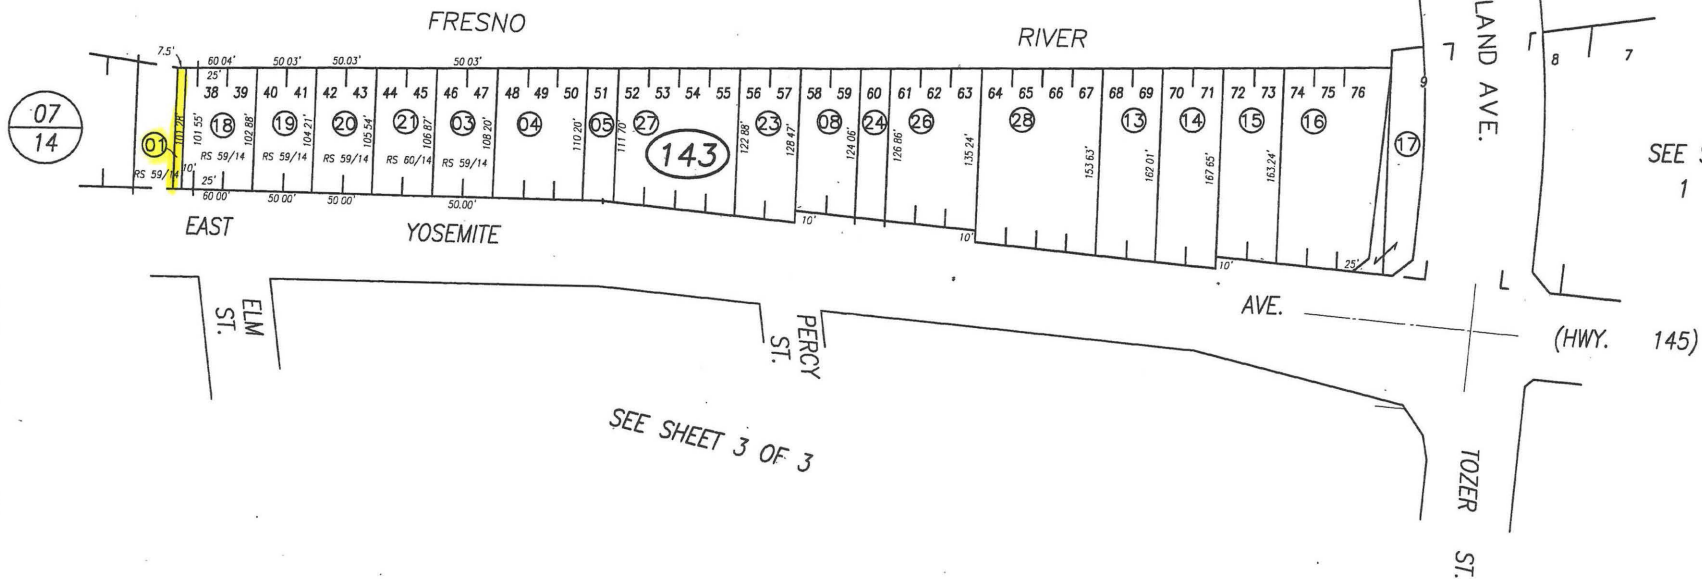 FRESNO
RIVER
LAND AVE.
7.5'
60 04'
50 03'
50.03'
50 03'
25'
38 39 40 41 42 43 44 45 46 47 48 49 50 51 52 53 54 55 56 57 58 59 60 61 62 63 64 65 66 67 68 69 70 71 72 73 74 75 76
9
8
7
07
14
01 18 19 20 21 03 04 05 27 23 08 24 26 28 13 14 15 16 17
143
101 28'
101 55'
102 88'
104 21'
105 54'
106 87'
108 20'
110 20'
111 70'
122 88'
128 47'
124 06'
126 86'
135 24'
153 63'
162 01'
167 65'
163.24'
RS 59/14
RS 59/14
RS 59/14
RS 59/14
RS 60/14
RS 59/14
10'
25'
60 00'
50 00'
50 00'
50.00'
10'
10'
10'
25'
SEE
1
EAST YOSEMITE AVE. (HWY. 145)
ELM ST.
PERCY ST.
SEE SHEET 3 OF 3
TOZER ST.